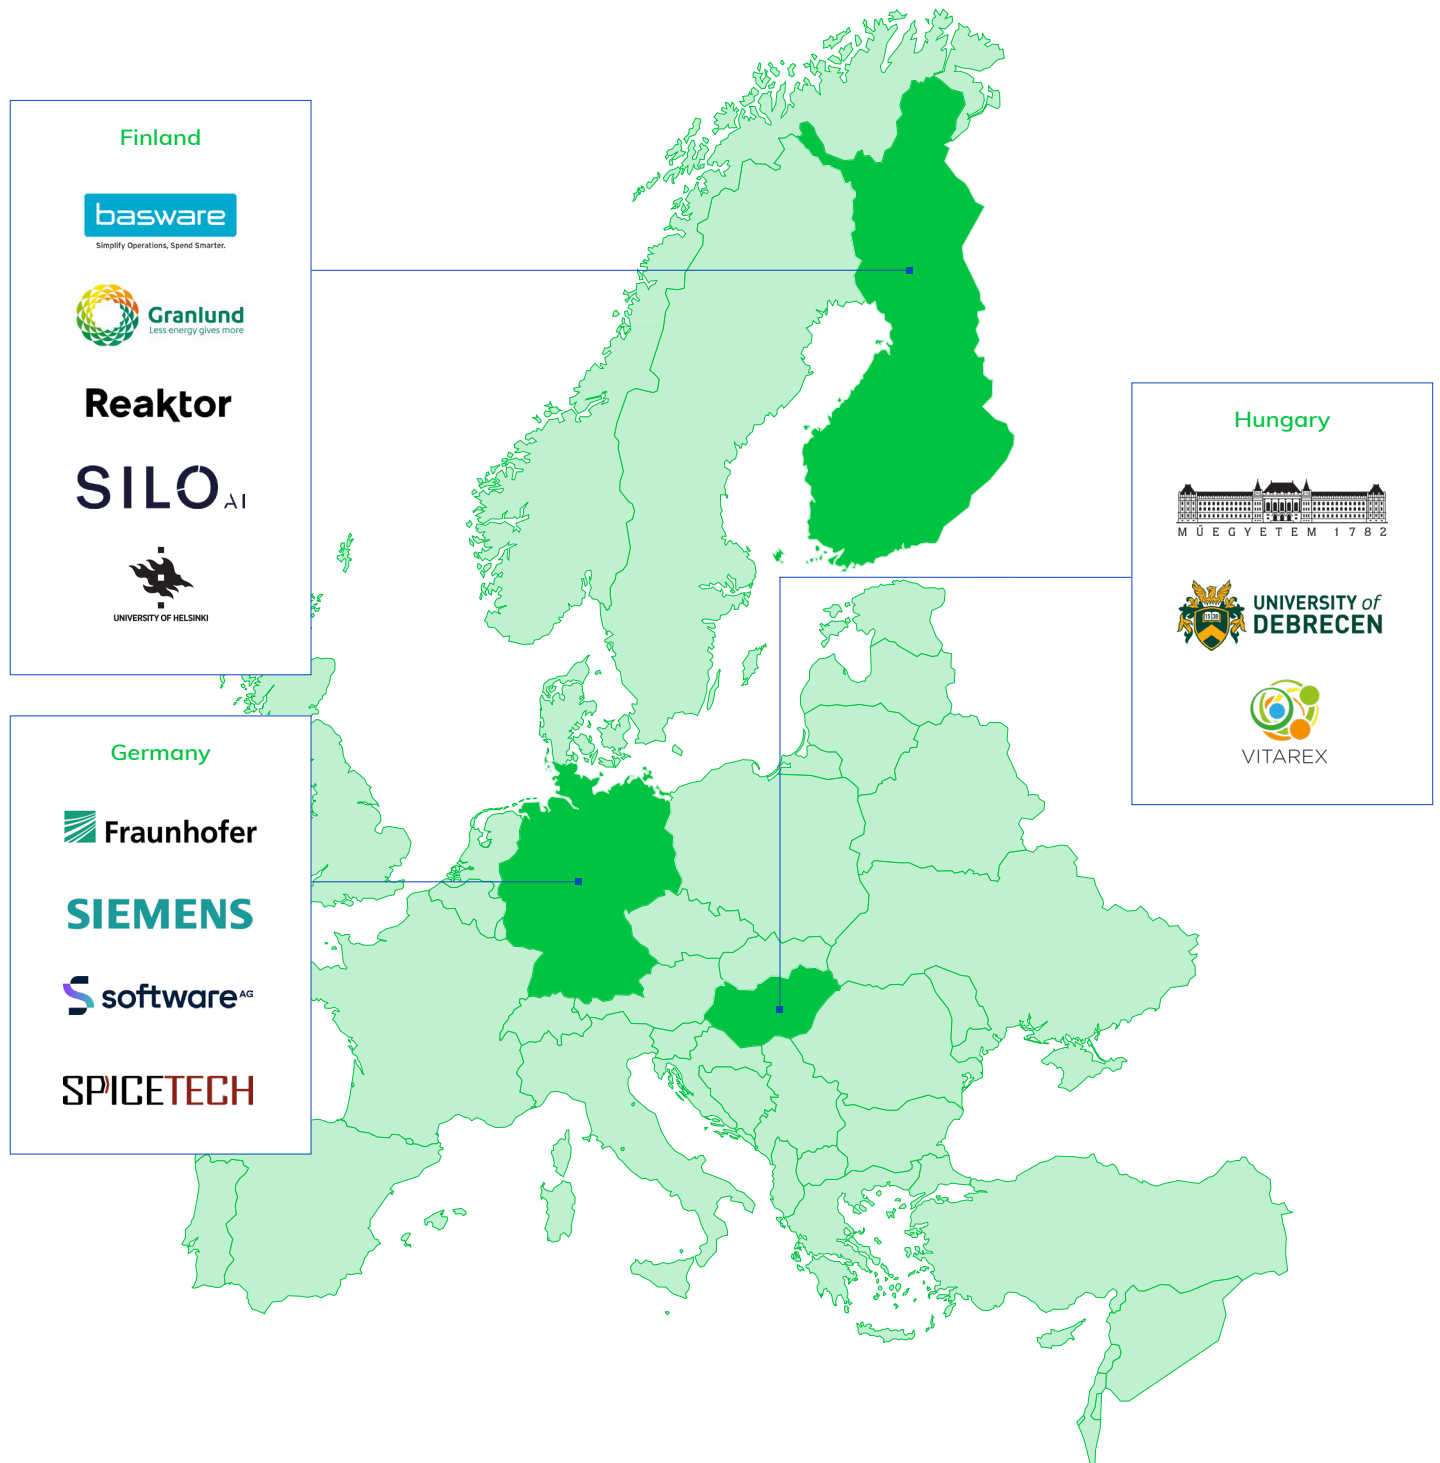 Finland
basware
Simplify Operations, Spend Smarter.
Granlund
Less energy gives more
Reaktor
SILO AI
UNIVERSITY OF HELSINKI
Germany
Fraunhofer
SIEMENS
software AG
SPICETECH
Hungary
MŰEGYETEM 1782
UNIVERSITY of
DEBRECEN
VITAREX